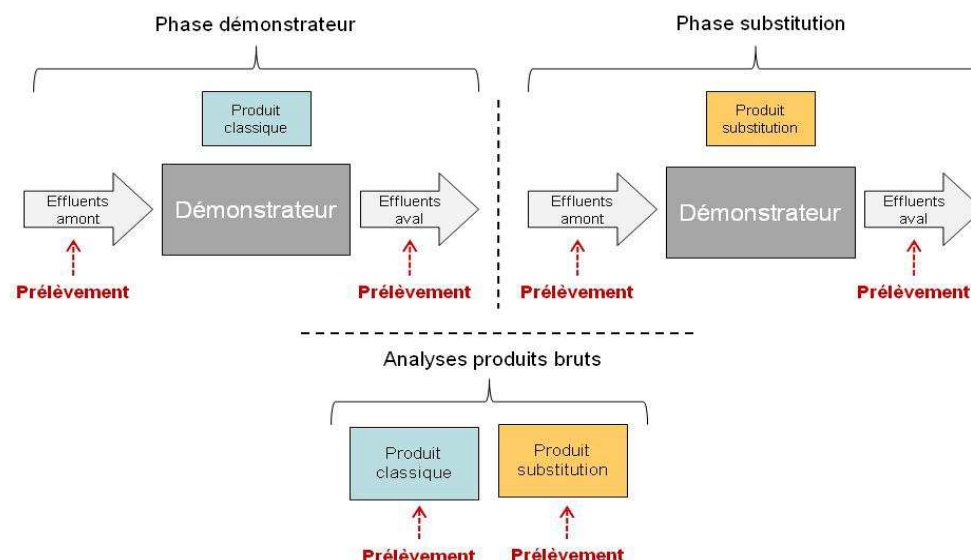 Phase démonstrateur
Phase substitution
Produit
classique
Produit
substitution
Effluents
amont
Démonstrateur
Effluents
aval
Effluents
amont
Démonstrateur
Effluents
aval
Prélèvement
Prélèvement
Prélèvement
Prélèvement
Analyses produits bruts
Produit
classique
Produit
substitution
Prélèvement
Prélèvement